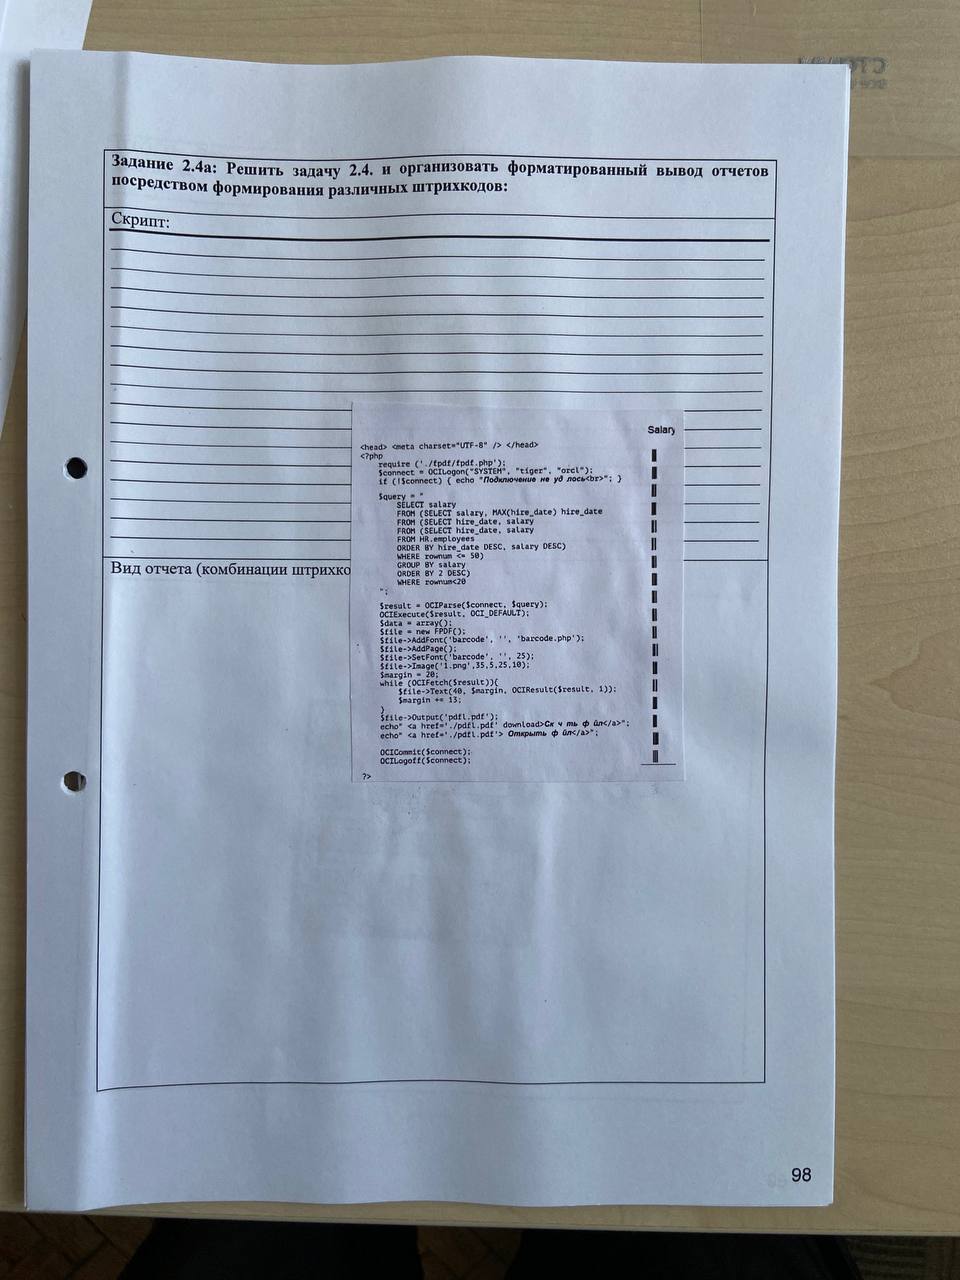 Задание 2.4а: Решить задачу 2.4. и организовать форматированный вывод отчетов
посредством формирования различных штрихкодов:
Скрипт:
Salary
<head> <meta charset="UTF-8" /> </head>
<?php
require ('./fpdf/fpdf.php');
$connect = OCILogon("SYSTEM", "tiger", "orcl");
if (!$connect) { echo "Подключение не уд лось<br>"; }
$query = "
SELECT salary
FROM (SELECT salary, MAX(hire_date) hire_date
FROM (SELECT hire_date, salary
FROM (SELECT hire_date, salary
FROM HR.employees
ORDER BY hire_date DESC, salary DESC)
WHERE rownum <= 50)
GROUP BY salary
ORDER BY 2 DESC)
WHERE rownum<20
";
$result = OCIParse($connect, $query);
OCIExecute($result, OCI_DEFAULT);
$data = array();
$file = new FPDF();
$file->AddFont('barcode', '', 'barcode.php');
$file->AddPage();
$file->SetFont('barcode', '', 25);
$file->Image('1.png',35,5,25,10);
$margin = 20;
while (OCIFetch($result)){
$file->Text(40, $margin, OCIResult($result, 1));
$margin += 13;
}
$file->Output('pdf1.pdf');
echo" <a href='./pdf1.pdf' download>Ск ч ть ф йл</a>";
echo" <a href='./pdf1.pdf'> Открыть ф йл</a>";
OCICommit($connect);
OCILogoff($connect);
?>
Вид отчета (комбинации штрихко
98